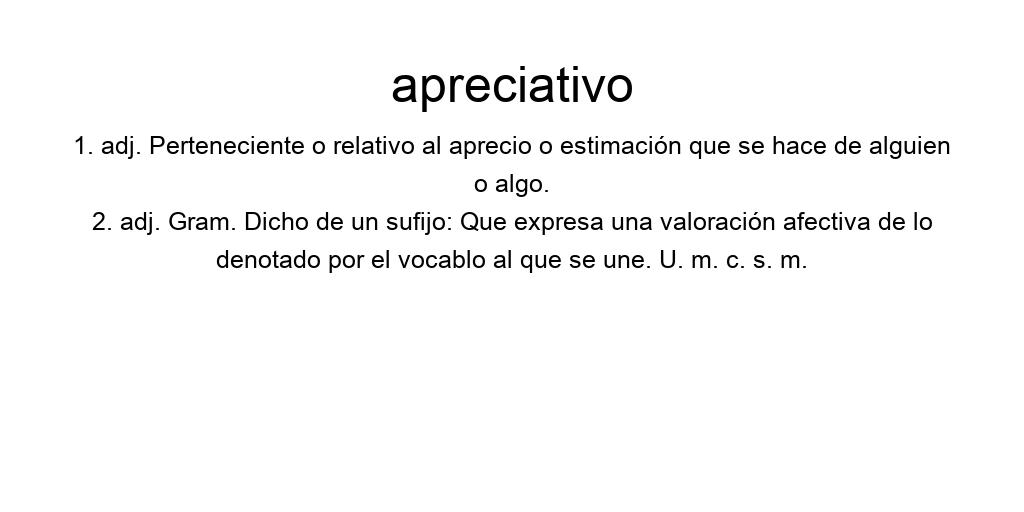 apreciativo
1. adj. Perteneciente o relativo al aprecio o estimación que se hace de alguien
o algo.
2. adj. Gram. Dicho de un sufijo: Que expresa una valoración afectiva de lo
denotado por el vocablo al que se une. U. m. c. s. m.